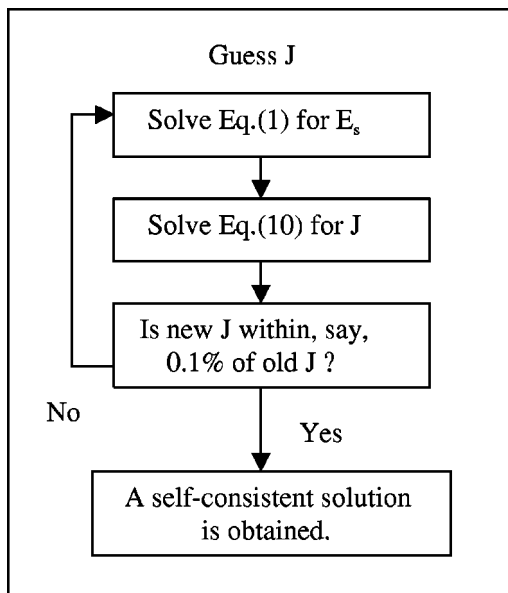 Guess J
Solve Eq.(1) for Eₛ
Solve Eq.(10) for J
Is new J within, say,
0.1% of old J ?
No
Yes
A self-consistent solution
is obtained.